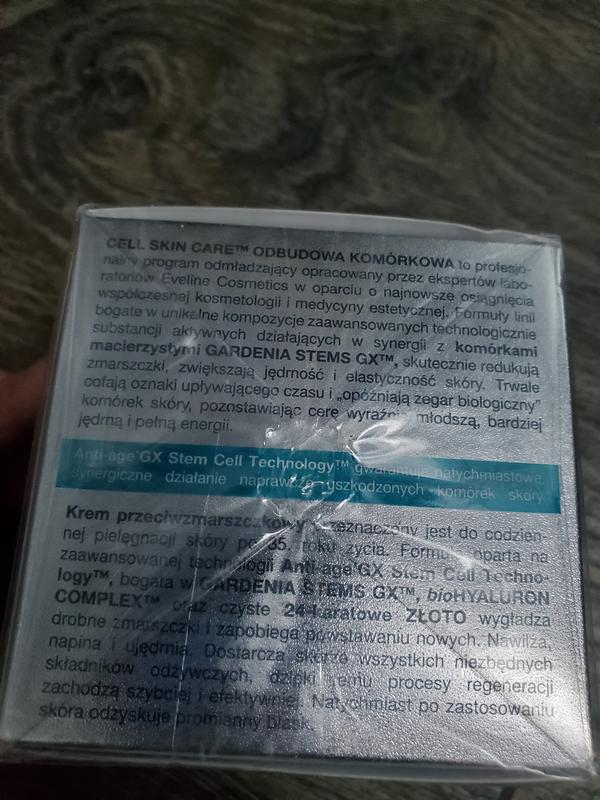 CELL SKIN CARE™ ODBUDOWA KOMÓRKOWA to profesjo-
nalny program odmładzający opracowany przez ekspertów labo-
ratoriów Eveline Cosmetics w oparciu o najnowsze osiągnięcia
współczesnej kosmetologii i medycyny estetycznej. Formuły linii
bogate w unikalne kompozycje zaawansowanych technologicznie
substancji aktywnych działających w synergii z komórkami
macierzystymi GARDENIA STEMS GX™, skutecznie redukują
zmarszczki, zwiększają jędrność i elastyczność skóry. Trwale
cofają oznaki upływającego czasu i „opóźniają zegar biologiczny”
komórek skóry, pozostawiając cerę wyraźnie młodszą, bardziej
jędrną i pełną energii.
Anti-age'GX Stem Cell Technology™ gwarantuje natychmiastowe,
synergiczne działanie naprawcze uszkodzonych komórek skóry.
Krem przeciwzmarszczkowy przeznaczony jest do codzien-
nej pielęgnacji skóry po 35. roku życia. Formuła oparta na
zaawansowanej technologii Anti-age'GX Stem Cell Techno-
logy™, bogata w GARDENIA STEMS GX™, bioHYALURON
COMPLEX™ oraz czyste 24-karatowe ZŁOTO wygładza
drobne zmarszczki i zapobiega powstawaniu nowych. Nawilża,
napina i ujędrnia. Dostarcza skórze wszystkich niezbędnych
składników odżywczych, dzięki czemu procesy regeneracji
zachodzą szybciej i efektywniej. Natychmiast po zastosowaniu
skóra odzyskuje promienny blask.